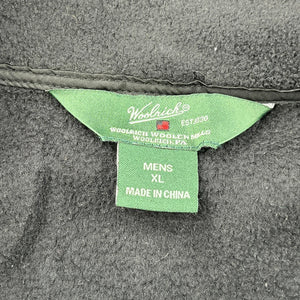 Woolrich
EST.1830
WOOLRICH WOOLEN MILLS
WOOLRICH, PA
MENS
XL
MADE IN CHINA